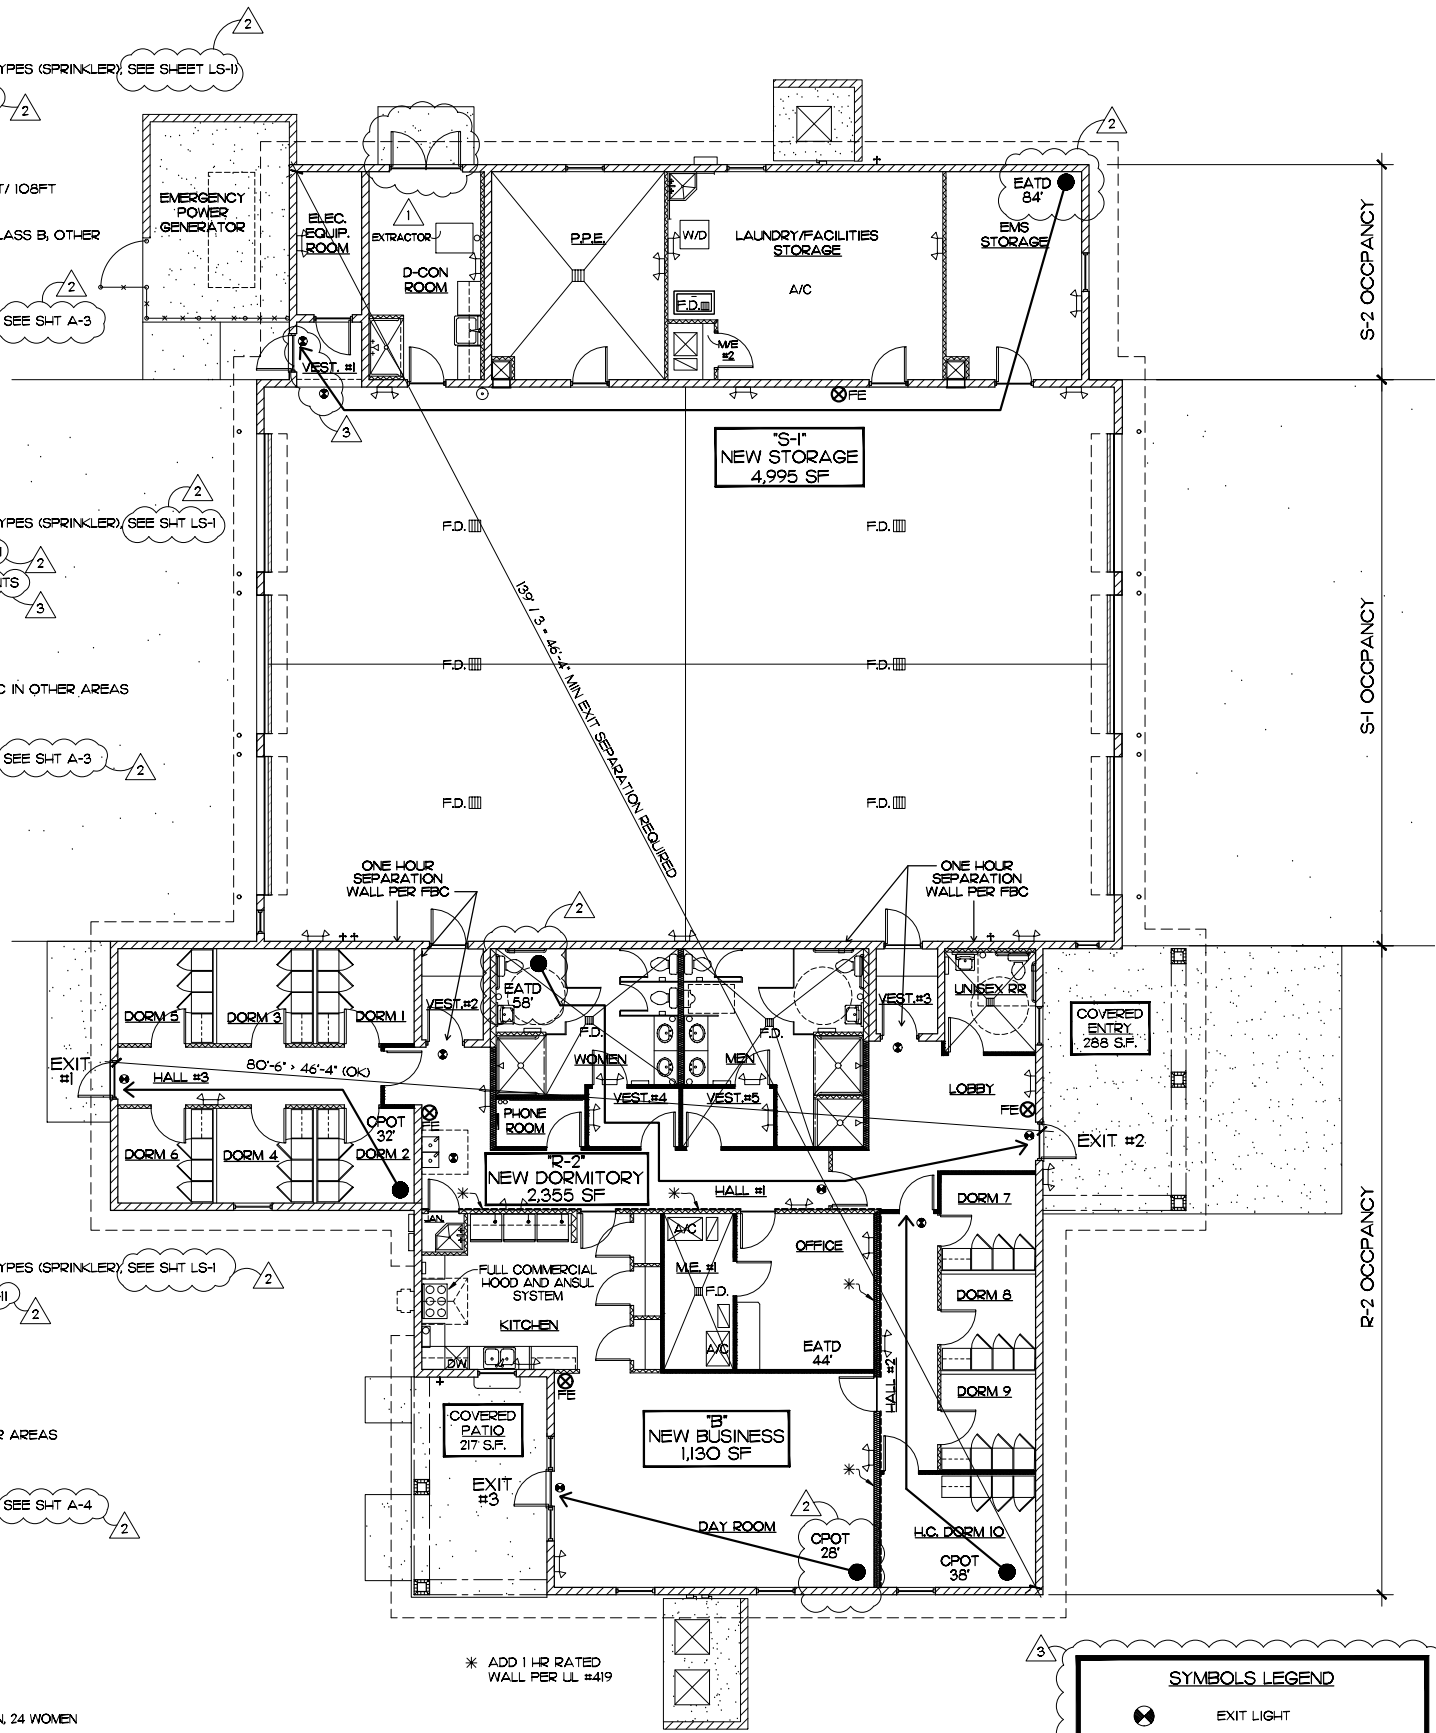 2
YPES (SPRINKLER), SEE SHEET LS-1)
2
T/ 108FT
LASS B, OTHER
2
SEE SHT A-3
EMERGENCY
POWER
GENERATOR
ELEC.
EQUIP.
ROOM
1
EXTRACTOR
D-CON
ROOM
P.P.E.
W/D
LAUNDRY/FACILITIES
STORAGE
A/C
F.D.
M/E
#2
EATD
84'
2
EMS
STORAGE
VEST. #1
3
FE
S-2 OCCPANCY
"S-1"
NEW STORAGE
4,995 SF
2
YPES (SPRINKLER), SEE SHT LS-1
2
NTS
3
F.D.
F.D.
139' / 3 = 46'-4" MIN EXIT SEPARATION REQUIRED
F.D.
F.D.
C IN OTHER AREAS
SEE SHT A-3
2
F.D.
F.D.
S-1 OCCPANCY
ONE HOUR
SEPARATION
WALL PER FBC
ONE HOUR
SEPARATION
WALL PER FBC
2
DORM 5
DORM 3
DORM 1
VEST.#2
EATD
58'
F.D.
WOMEN
F.D.
MEN
VEST.#3
UNISEX RR
COVERED
ENTRY
288 S.F.
EXIT
#1
HALL #3
80'-6" > 46'-4" (OK)
CPOT
32'
FE
PHONE
ROOM
VEST.#4
VEST.#5
LOBBY
FE
EXIT #2
DORM 6
DORM 4
DORM 2
"R-2"
NEW DORMITORY
2,355 SF
HALL #1
DORM 7
JAN.
A/C
OFFICE
YPES (SPRINKLER), SEE SHT LS-1
2
-11
2
FULL COMMERCIAL
HOOD AND ANSUL
SYSTEM
KITCHEN
M.E. #1
F.D.
A/C
DW
EATD
44'
DORM 8
HALL #2
DORM 9
R-2 OCCPANCY
FE
COVERED
PATIO
217 S.F.
"B"
NEW BUSINESS
1,130 SF
R AREAS
SEE SHT A-4
2
EXIT
#3
DAY ROOM
2
CPOT
28'
H.C. DORM 10
CPOT
38'
ADD 1 HR RATED
WALL PER UL #419
N, 24 WOMEN
3
SYMBOLS LEGEND
EXIT LIGHT